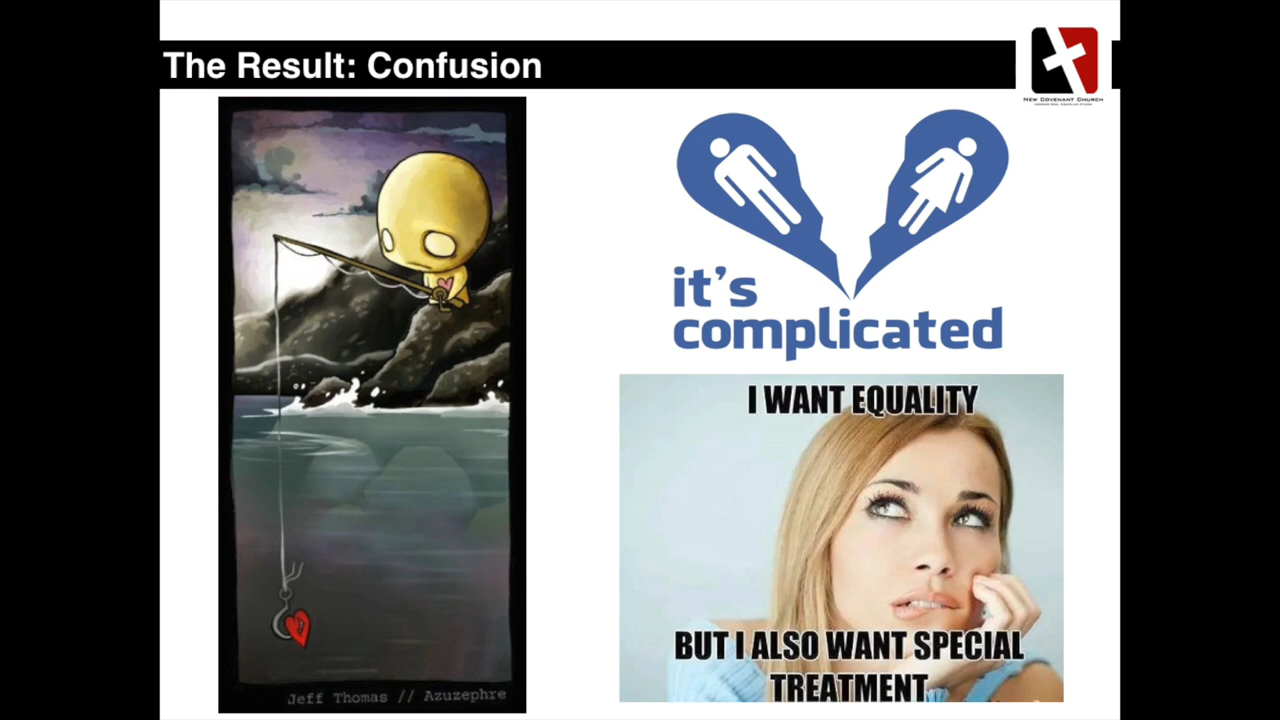 The Result: Confusion
New Covenant Church
Jeff Thomas // Azuzephre
it's
complicated
I WANT EQUALITY
BUT I ALSO WANT SPECIAL
TREATMENT